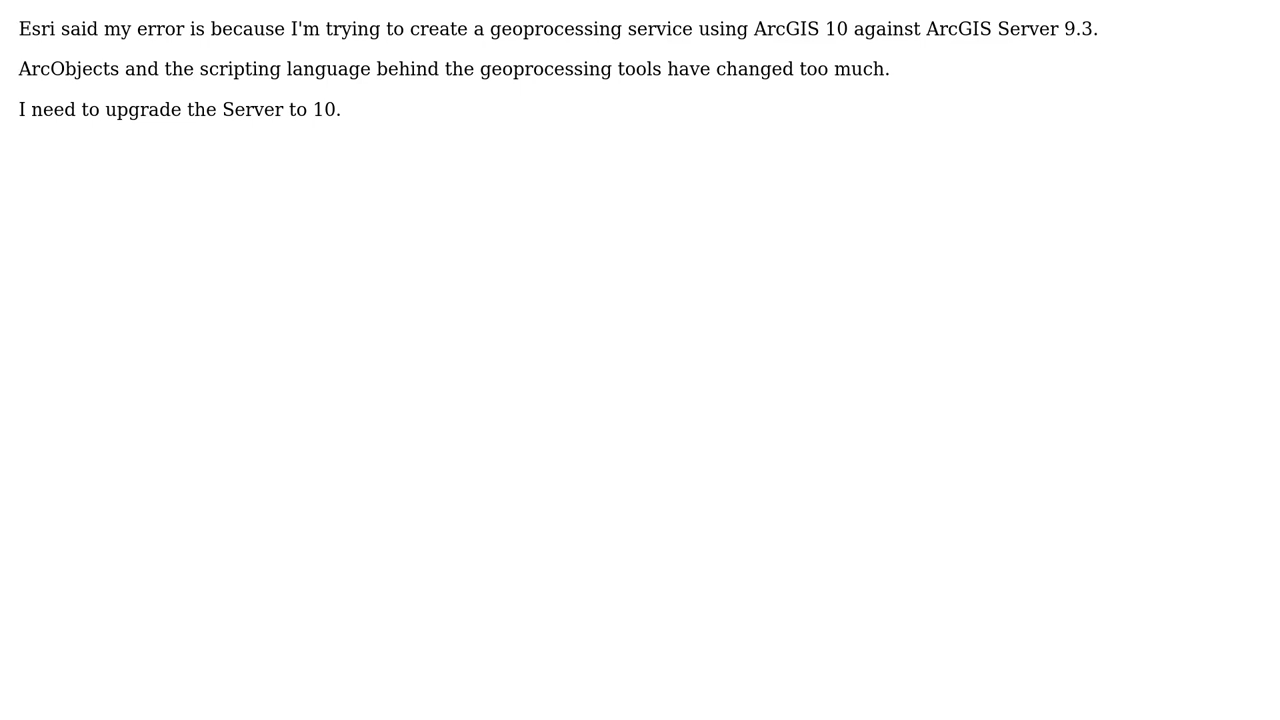 Esri said my error is because I'm trying to create a geoprocessing service using ArcGIS 10 against ArcGIS Server 9.3.
ArcObjects and the scripting language behind the geoprocessing tools have changed too much.
I need to upgrade the Server to 10.